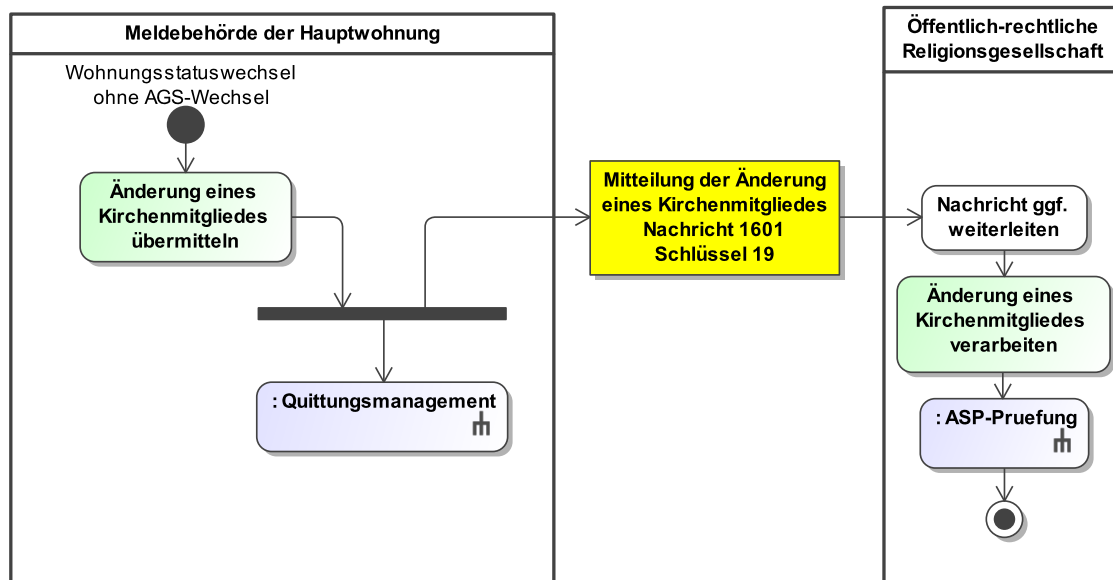 Meldebehörde der Hauptwohnung
Wohnungsstatuswechsel
ohne AGS-Wechsel
Änderung eines
Kirchenmitgliedes
übermitteln
: Quittungsmanagement
Mitteilung der Änderung
eines Kirchenmitgliedes
Nachricht 1601
Schlüssel 19
Öffentlich-rechtliche
Religionsgesellschaft
Nachricht ggf.
weiterleiten
Änderung eines
Kirchenmitgliedes
verarbeiten
: ASP-Pruefung